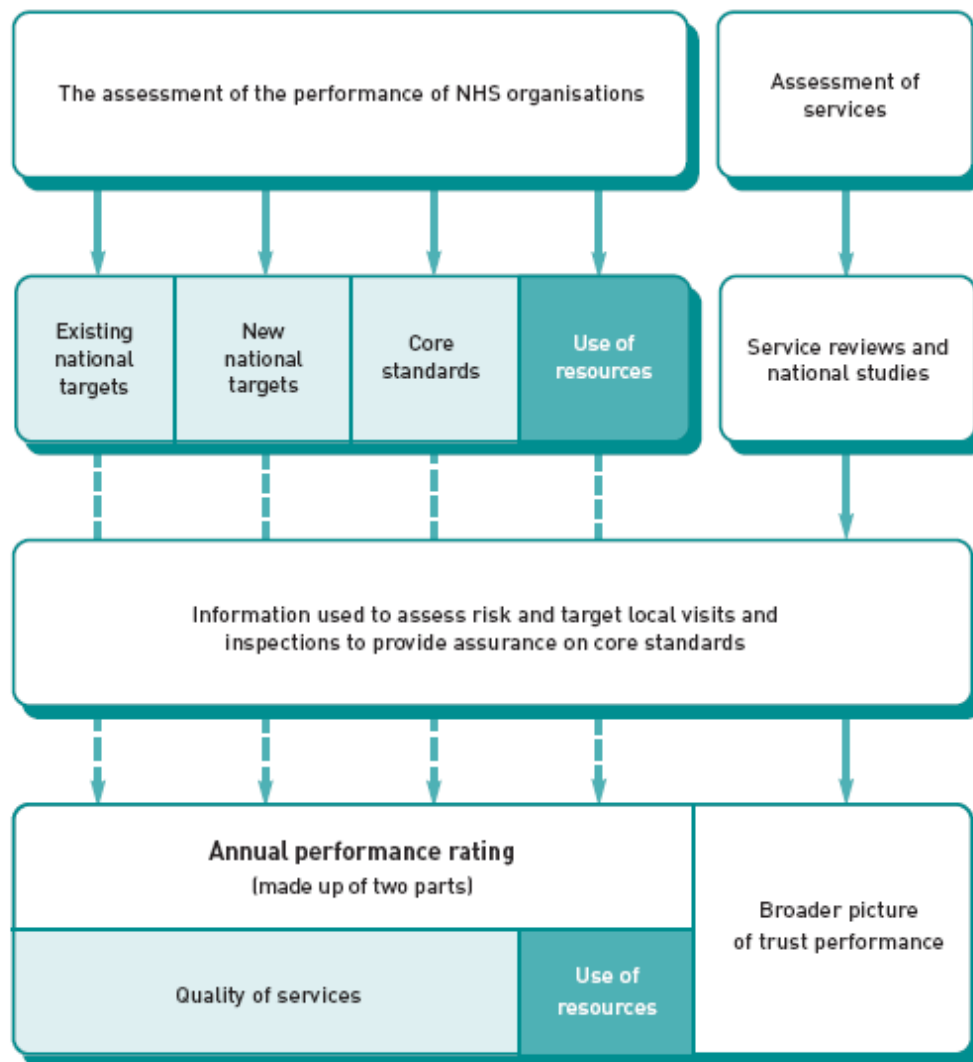 The assessment of the performance of NHS organisations
Assessment of
services
Existing
national
targets
New
national
targets
Core
standards
Use of
resources
Service reviews and
national studies
Information used to assess risk and target local visits and
inspections to provide assurance on core standards
Annual performance rating
(made up of two parts)
Quality of services
Use of
resources
Broader picture
of trust performance